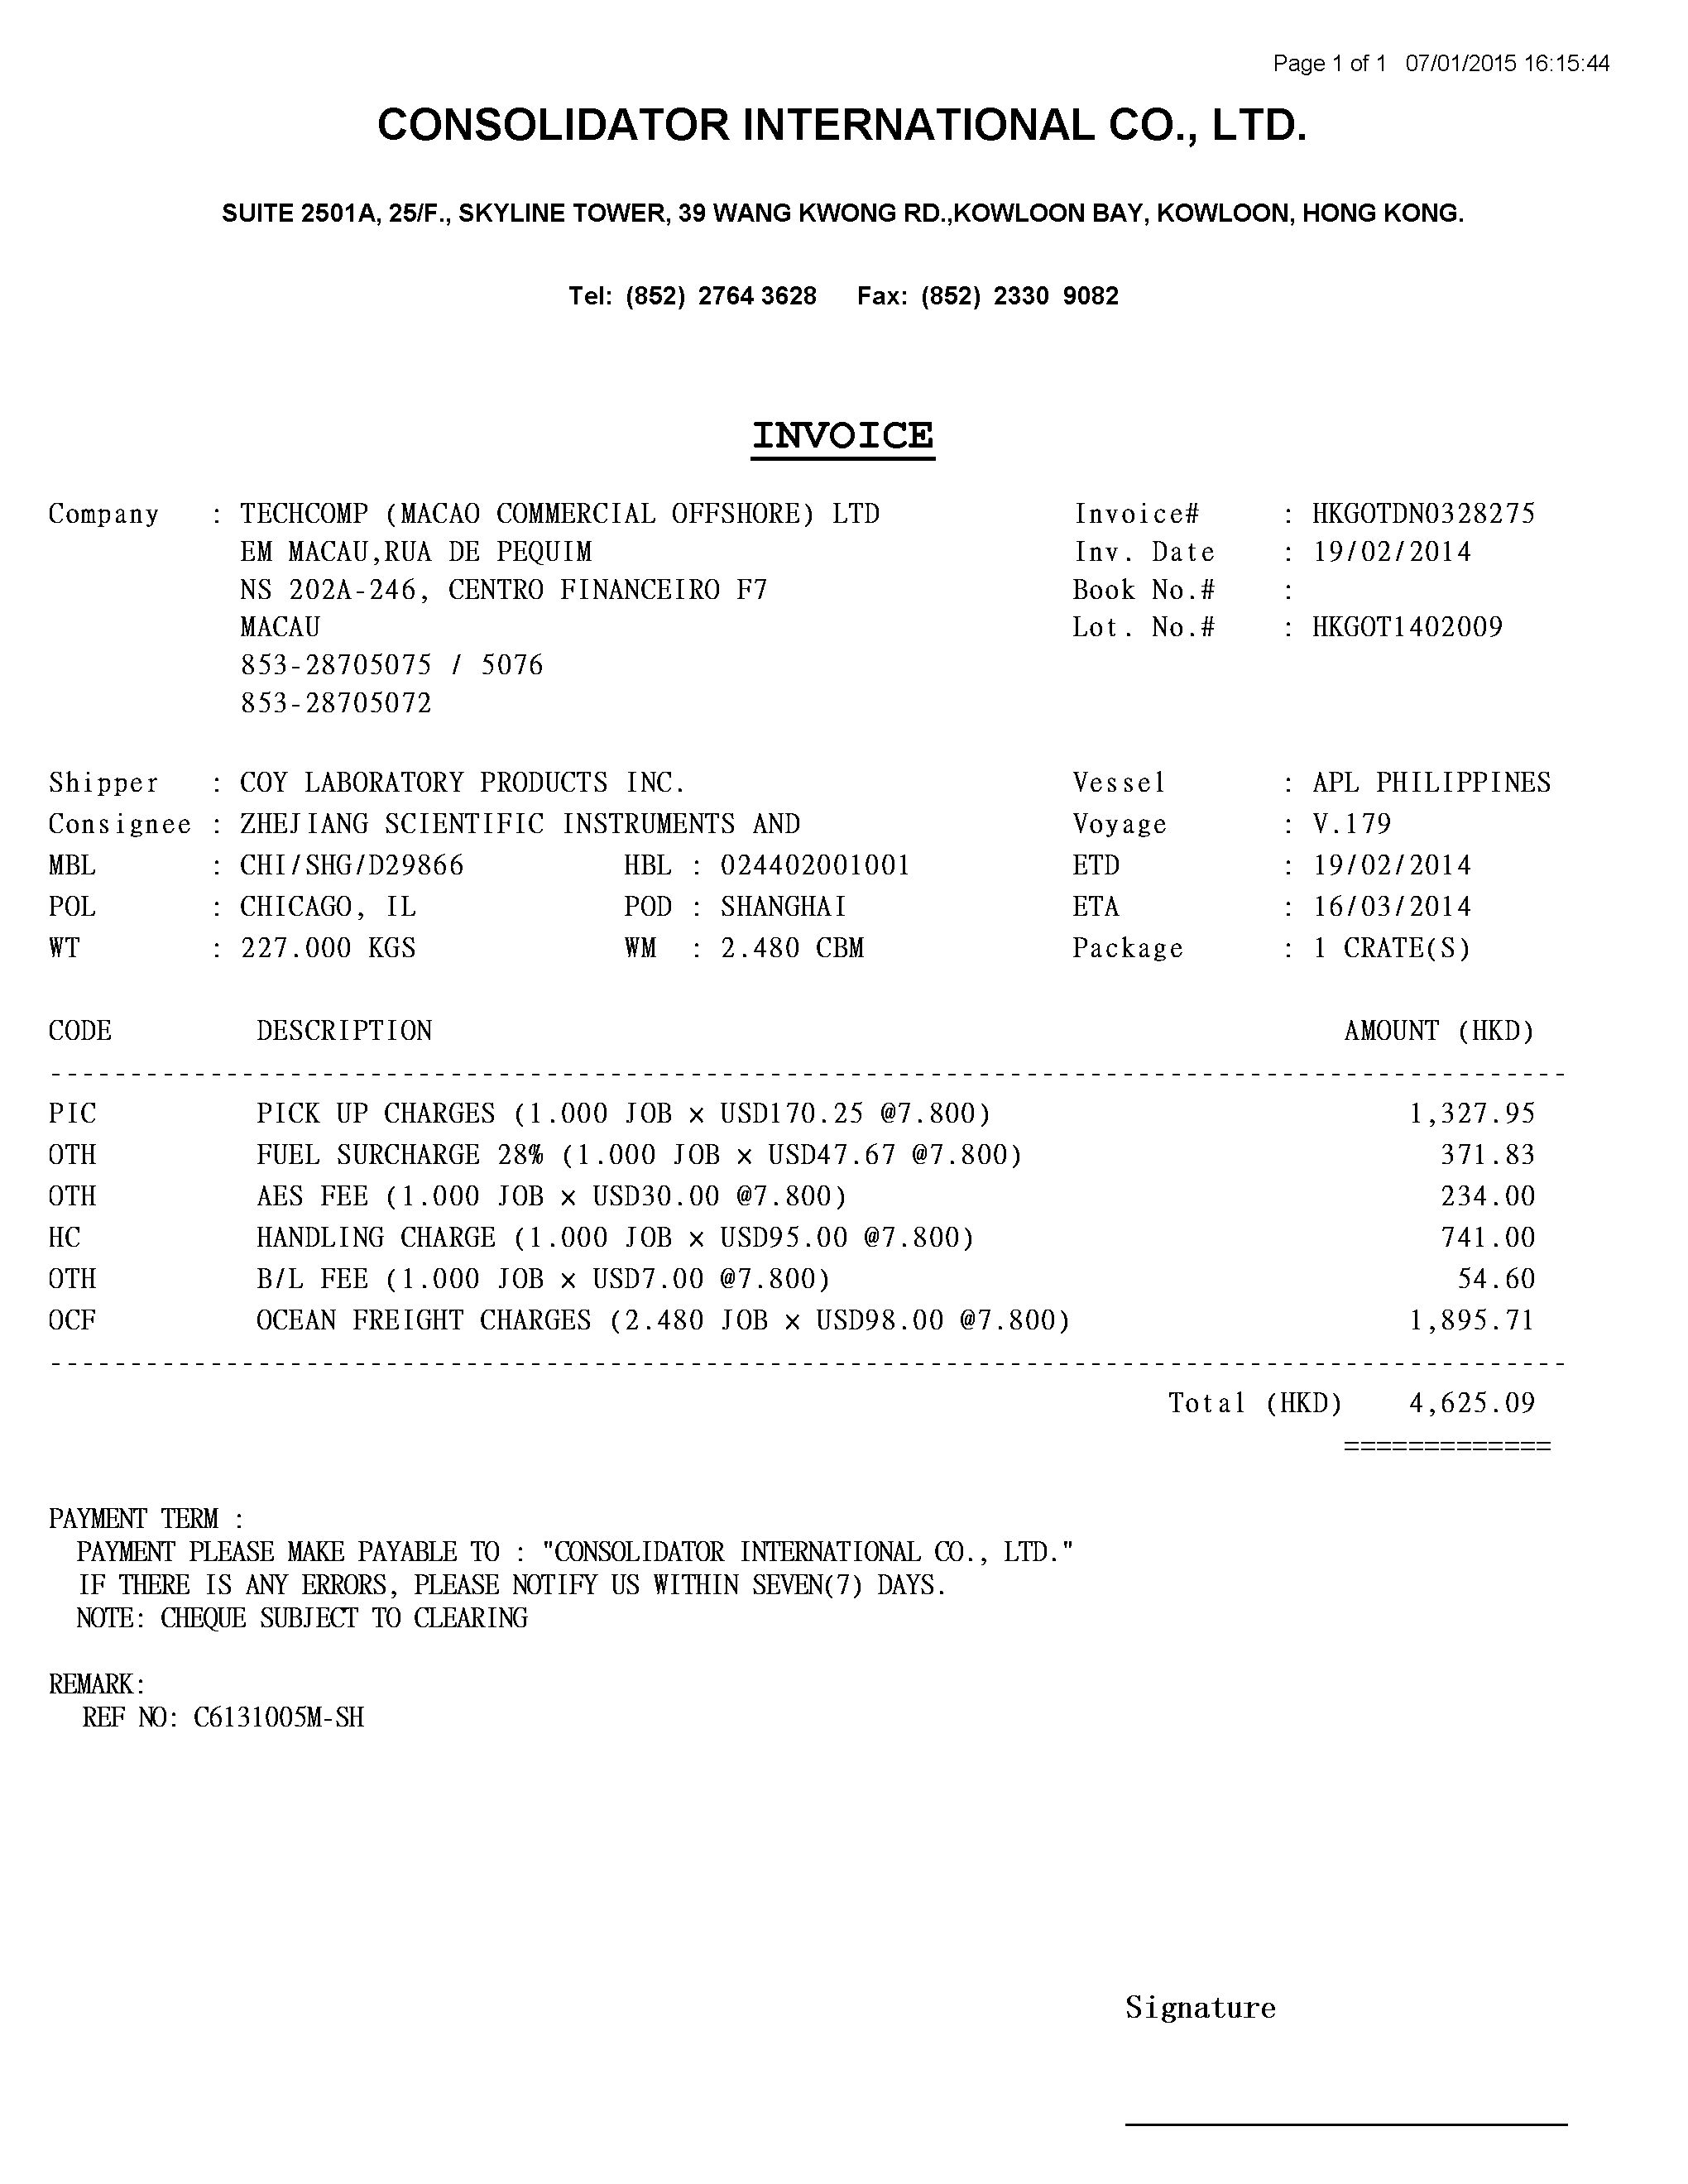 Page 1 of 1 07/01/2015 16:15:44
CONSOLIDATOR INTERNATIONAL CO., LTD.
SUITE 2501A, 25/F., SKYLINE TOWER, 39 WANG KWONG RD.,KOWLOON BAY, KOWLOON, HONG KONG.
Tel: (852) 2764 3628 Fax: (852) 2330 9082
INVOICE
Company : TECHCOMP (MACAO COMMERCIAL OFFSHORE) LTD Invoice# : HKGOTDN0328275
EM MACAU,RUA DE PEQUIM Inv. Date : 19/02/2014
NS 202A-246, CENTRO FINANCEIRO F7 Book No.# :
MACAU Lot. No.# : HKGOT1402009
853-28705075 / 5076
853-28705072
Shipper : COY LABORATORY PRODUCTS INC. Vessel : APL PHILIPPINES
Consignee : ZHEJIANG SCIENTIFIC INSTRUMENTS AND Voyage : V.179
MBL : CHI/SHG/D29866 HBL : 024402001001 ETD : 19/02/2014
POL : CHICAGO, IL POD : SHANGHAI ETA : 16/03/2014
WT : 227.000 KGS WM : 2.480 CBM Package : 1 CRATE(S)
CODE DESCRIPTION AMOUNT (HKD)
PIC PICK UP CHARGES (1.000 JOB × USD170.25 @7.800) 1,327.95
OTH FUEL SURCHARGE 28% (1.000 JOB × USD47.67 @7.800) 371.83
OTH AES FEE (1.000 JOB × USD30.00 @7.800) 234.00
HC HANDLING CHARGE (1.000 JOB × USD95.00 @7.800) 741.00
OTH B/L FEE (1.000 JOB × USD7.00 @7.800) 54.60
OCF OCEAN FREIGHT CHARGES (2.480 JOB × USD98.00 @7.800) 1,895.71
Total (HKD) 4,625.09
=============
PAYMENT TERM :
PAYMENT PLEASE MAKE PAYABLE TO : "CONSOLIDATOR INTERNATIONAL CO., LTD."
IF THERE IS ANY ERRORS, PLEASE NOTIFY US WITHIN SEVEN(7) DAYS.
NOTE: CHEQUE SUBJECT TO CLEARING
REMARK:
REF NO: C6131005M-SH
Signature